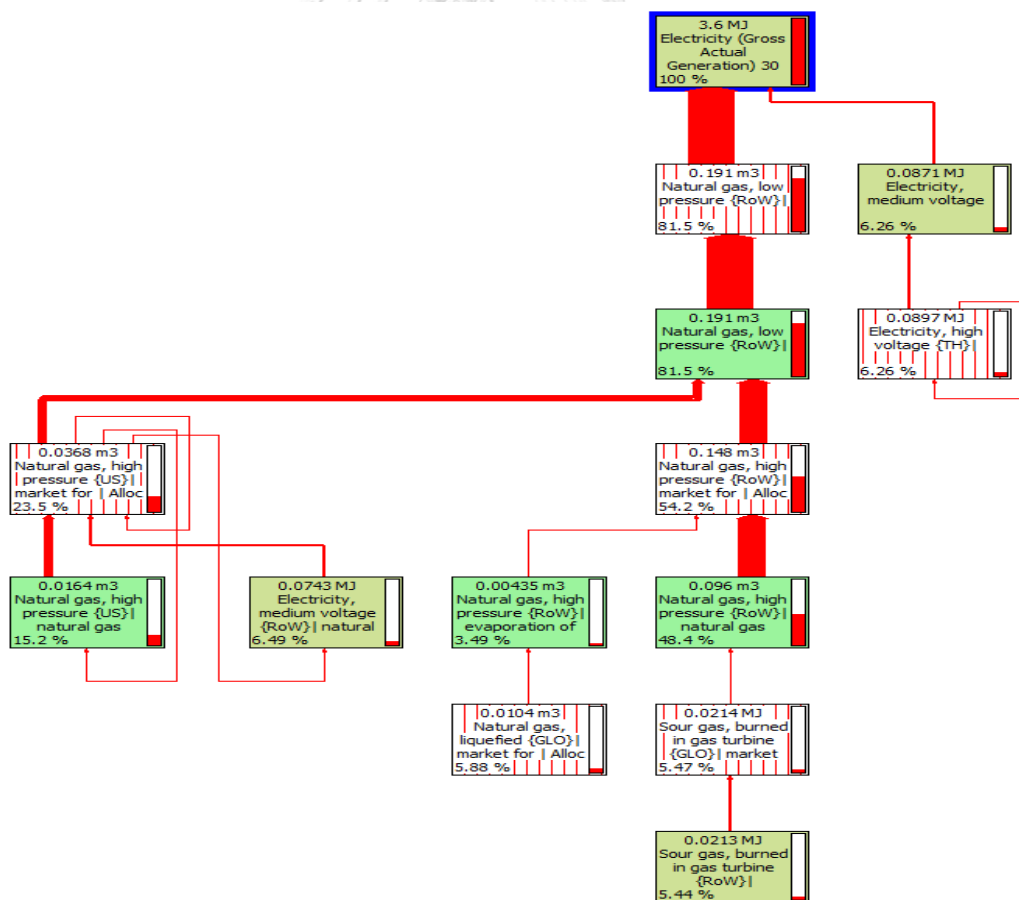 3.6 MJ
Electricity (Gross
Actual
Generation) 30
100 %
0.191 m3
Natural gas, low
pressure {RoW}|
81.5 %
0.0871 MJ
Electricity,
medium voltage
6.26 %
0.191 m3
Natural gas, low
pressure {RoW}|
81.5 %
0.0897 MJ
Electricity, high
voltage {TH}|
6.26 %
0.0368 m3
Natural gas, high
pressure {US}|
market for | Alloc
23.5 %
0.148 m3
Natural gas, high
pressure {RoW}|
market for | Alloc
54.2 %
0.0164 m3
Natural gas, high
pressure {US}|
natural gas
15.2 %
0.0743 MJ
Electricity,
medium voltage
{RoW}| natural
6.49 %
0.00435 m3
Natural gas, high
pressure {RoW}|
evaporation of
3.49 %
0.096 m3
Natural gas, high
pressure {RoW}|
natural gas
48.4 %
0.0104 m3
Natural gas,
liquefied {GLO}|
market for | Alloc
5.88 %
0.0214 MJ
Sour gas, burned
in gas turbine
{GLO}| market
5.47 %
0.0213 MJ
Sour gas, burned
in gas turbine
{RoW}|
5.44 %